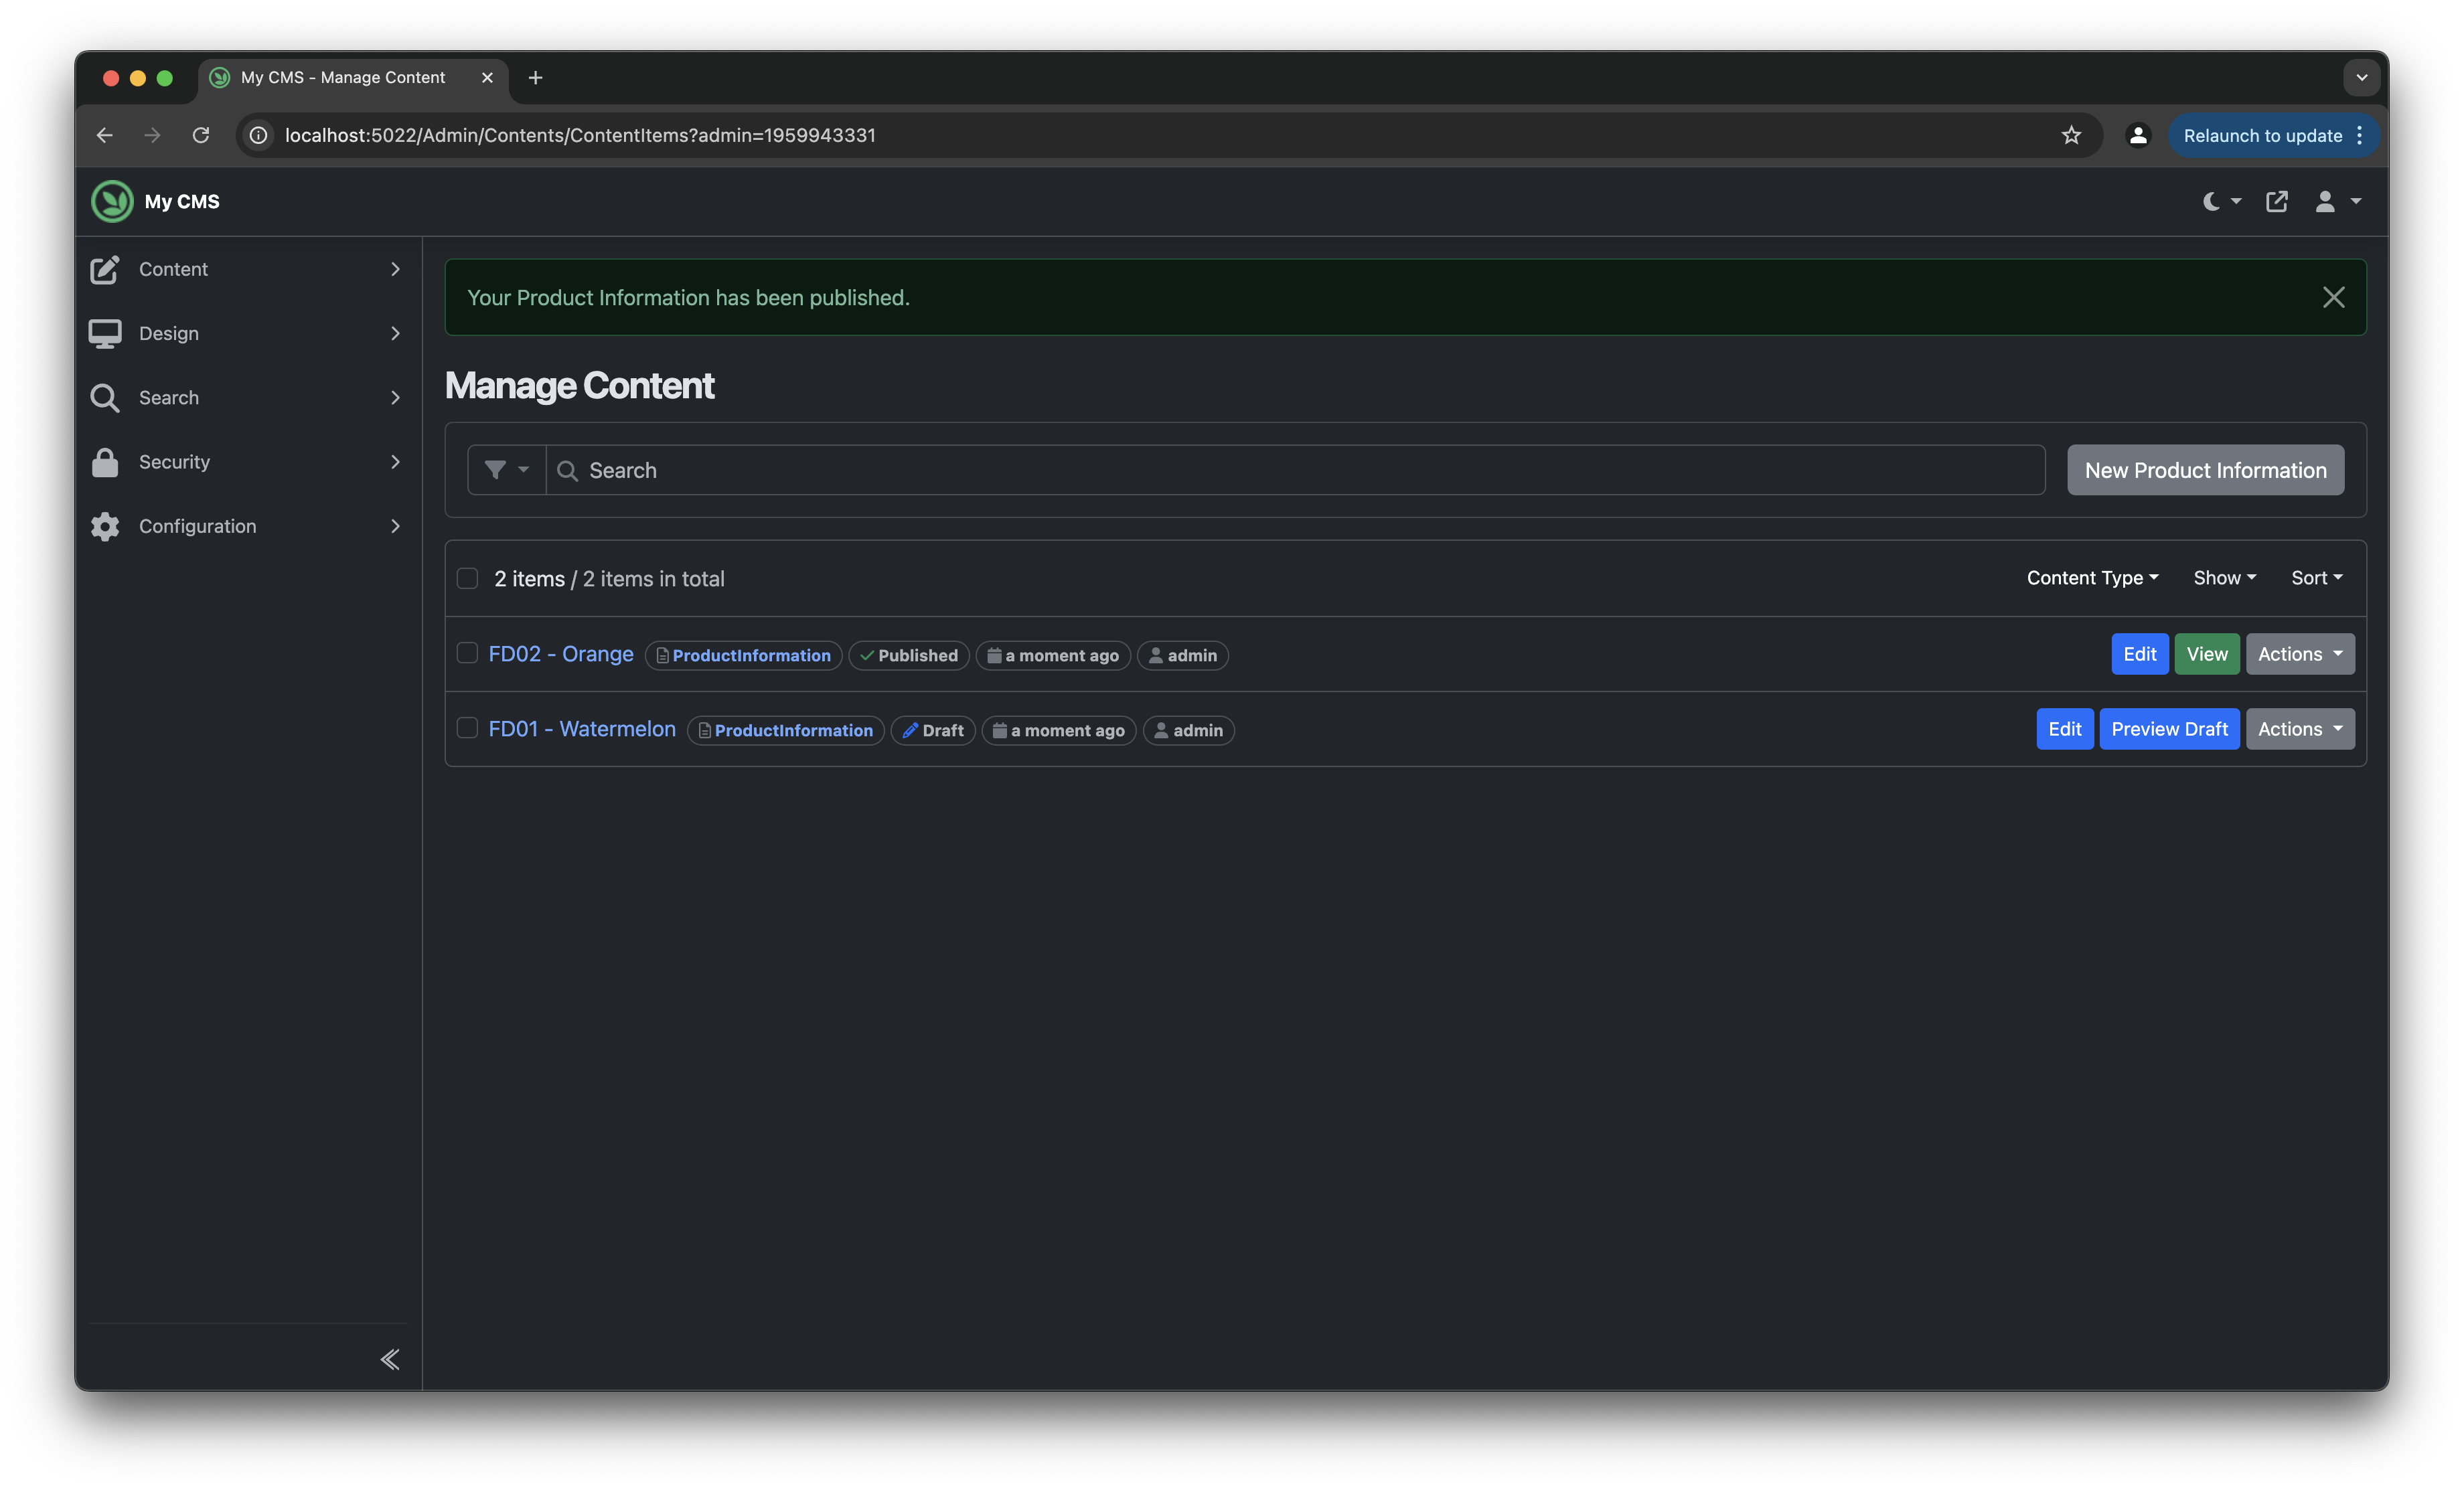 My CMS - Manage Content
localhost:5022/Admin/Contents/ContentItems?admin=1959943331
Relaunch to update
My CMS
Content
Design
Search
Security
Configuration
Your Product Information has been published.
Manage Content
Search
New Product Information
2 items / 2 items in total
Content Type
Show
Sort
FD02 - Orange ProductInformation Published a moment ago admin
Edit View Actions
FD01 - Watermelon ProductInformation Draft a moment ago admin
Edit Preview Draft Actions